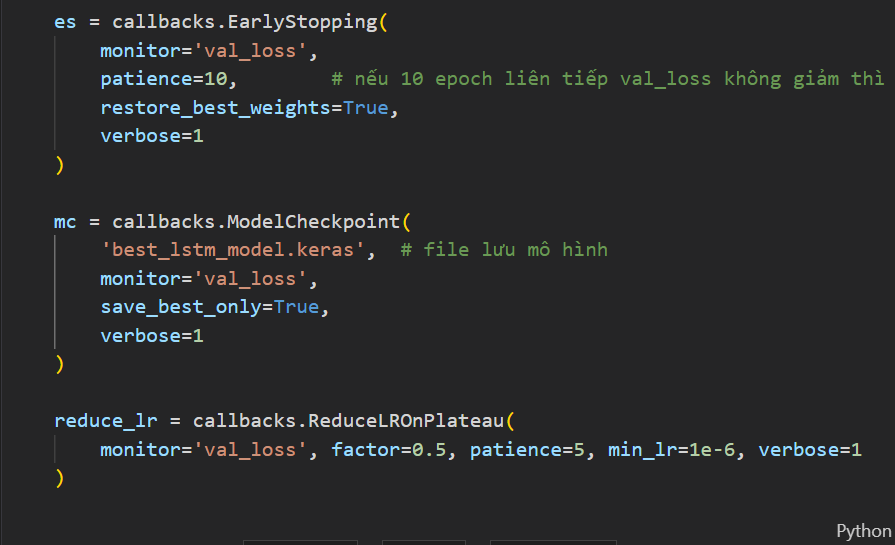 es = callbacks.EarlyStopping(
    monitor='val_loss',
    patience=10,        # nếu 10 epoch liên tiếp val_loss không giảm thì
    restore_best_weights=True,
    verbose=1
)

mc = callbacks.ModelCheckpoint(
    'best_lstm_model.keras',  # file lưu mô hình
    monitor='val_loss',
    save_best_only=True,
    verbose=1
)

reduce_lr = callbacks.ReduceLROnPlateau(
    monitor='val_loss', factor=0.5, patience=5, min_lr=1e-6, verbose=1
)
Python